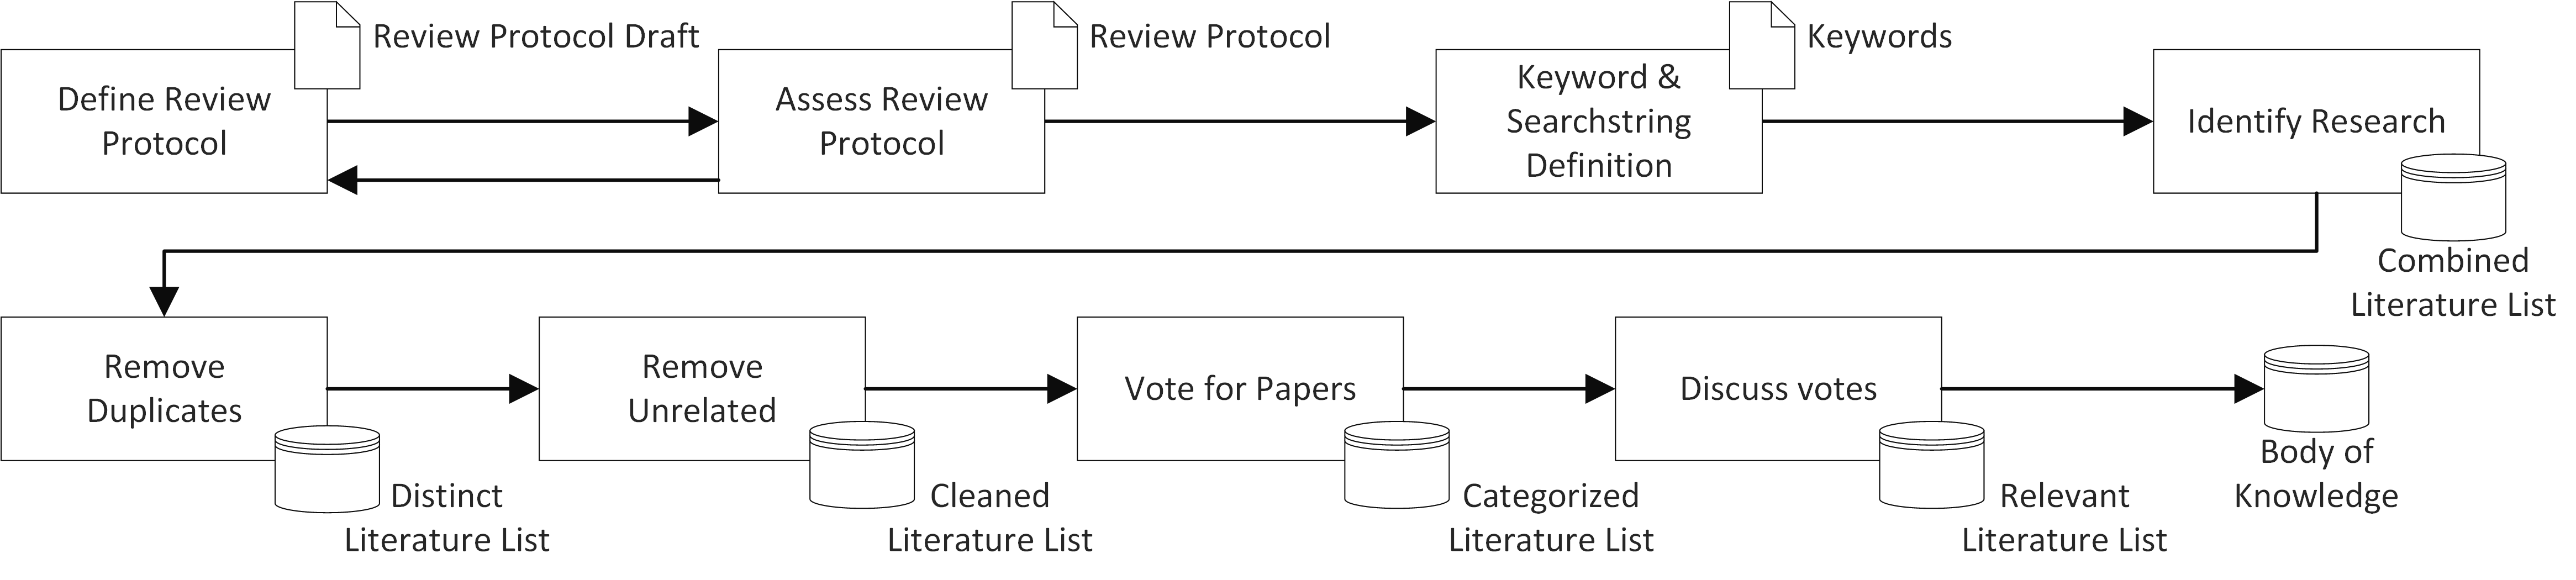 Review Protocol Draft
Define Review
Protocol
Review Protocol
Assess Review
Protocol
Keywords
Keyword &
Searchstring
Definition
Identify Research
Combined
Literature List
Remove
Duplicates
Distinct
Literature List
Remove
Unrelated
Cleaned
Literature List
Vote for Papers
Categorized
Literature List
Discuss votes
Relevant
Literature List
Body of
Knowledge